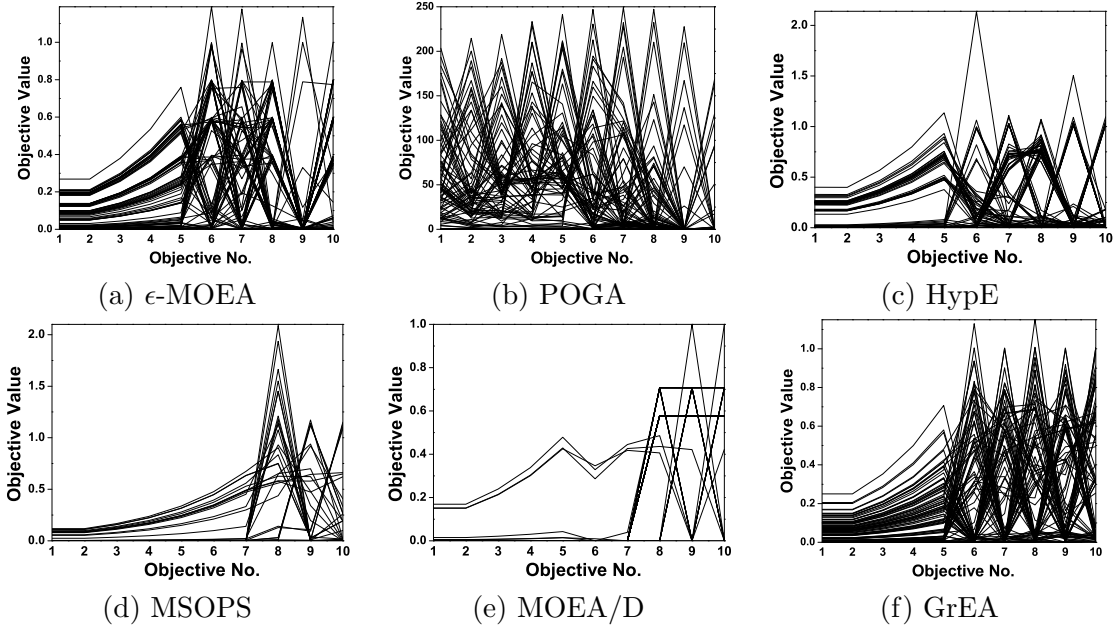 Objective Value
1.0
0.8
0.6
0.4
0.2
0.0
1 2 3 4 5 6 7 8 9 10
Objective No.
(a) ϵ-MOEA
Objective Value
250
200
150
100
50
0
1 2 3 4 5 6 7 8 9 10
Objective No.
(b) POGA
Objective Value
2.0
1.5
1.0
0.5
0.0
1 2 3 4 5 6 7 8 9 10
Objective No.
(c) HypE
Objective Value
2.0
1.5
1.0
0.5
0.0
1 2 3 4 5 6 7 8 9 10
Objective No.
(d) MSOPS
Objective Value
1.0
0.8
0.6
0.4
0.2
0.0
1 2 3 4 5 6 7 8 9 10
Objective No.
(e) MOEA/D
Objective Value
1.0
0.8
0.6
0.4
0.2
0.0
1 2 3 4 5 6 7 8 9 10
Objective No.
(f) GrEA